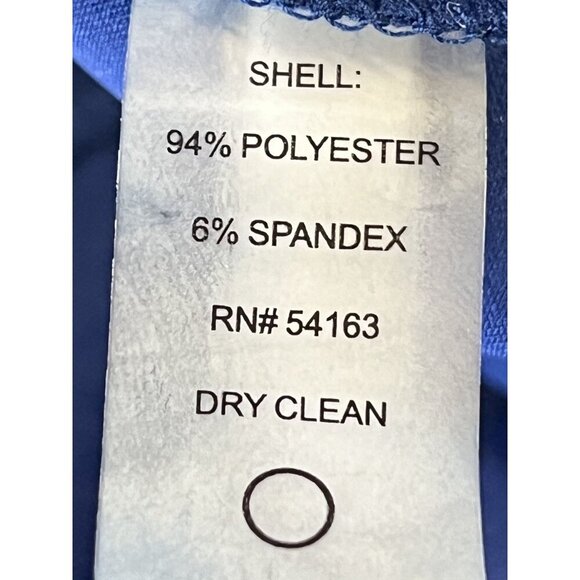 SHELL:
94% POLYESTER
6% SPANDEX
RN# 54163
DRY CLEAN